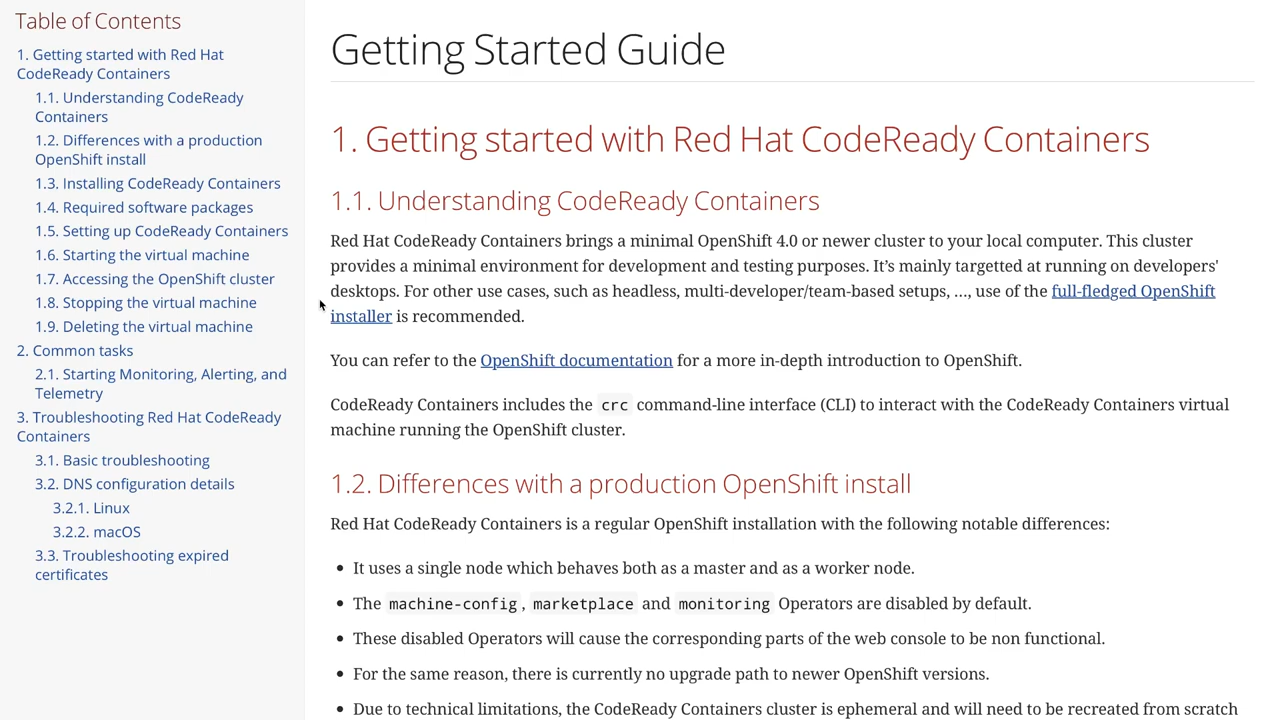 Table of Contents
1. Getting started with Red Hat
CodeReady Containers
1.1. Understanding CodeReady
Containers
1.2. Differences with a production
OpenShift install
1.3. Installing CodeReady Containers
1.4. Required software packages
1.5. Setting up CodeReady Containers
1.6. Starting the virtual machine
1.7. Accessing the OpenShift cluster
1.8. Stopping the virtual machine
1.9. Deleting the virtual machine
2. Common tasks
2.1. Starting Monitoring, Alerting, and
Telemetry
3. Troubleshooting Red Hat CodeReady
Containers
3.1. Basic troubleshooting
3.2. DNS configuration details
3.2.1. Linux
3.2.2. macOS
3.3. Troubleshooting expired
certificates
Getting Started Guide
1. Getting started with Red Hat CodeReady Containers
1.1. Understanding CodeReady Containers
Red Hat CodeReady Containers brings a minimal OpenShift 4.0 or newer cluster to your local computer. This cluster
provides a minimal environment for development and testing purposes. It’s mainly targetted at running on developers'
desktops. For other use cases, such as headless, multi-developer/team-based setups, …, use of the full-fledged OpenShift
installer is recommended.
You can refer to the OpenShift documentation for a more in-depth introduction to OpenShift.
CodeReady Containers includes the crc command-line interface (CLI) to interact with the CodeReady Containers virtual
machine running the OpenShift cluster.
1.2. Differences with a production OpenShift install
Red Hat CodeReady Containers is a regular OpenShift installation with the following notable differences:
• It uses a single node which behaves both as a master and as a worker node.
• The machine-config, marketplace and monitoring Operators are disabled by default.
• These disabled Operators will cause the corresponding parts of the web console to be non functional.
• For the same reason, there is currently no upgrade path to newer OpenShift versions.
• Due to technical limitations, the CodeReady Containers cluster is ephemeral and will need to be recreated from scratch